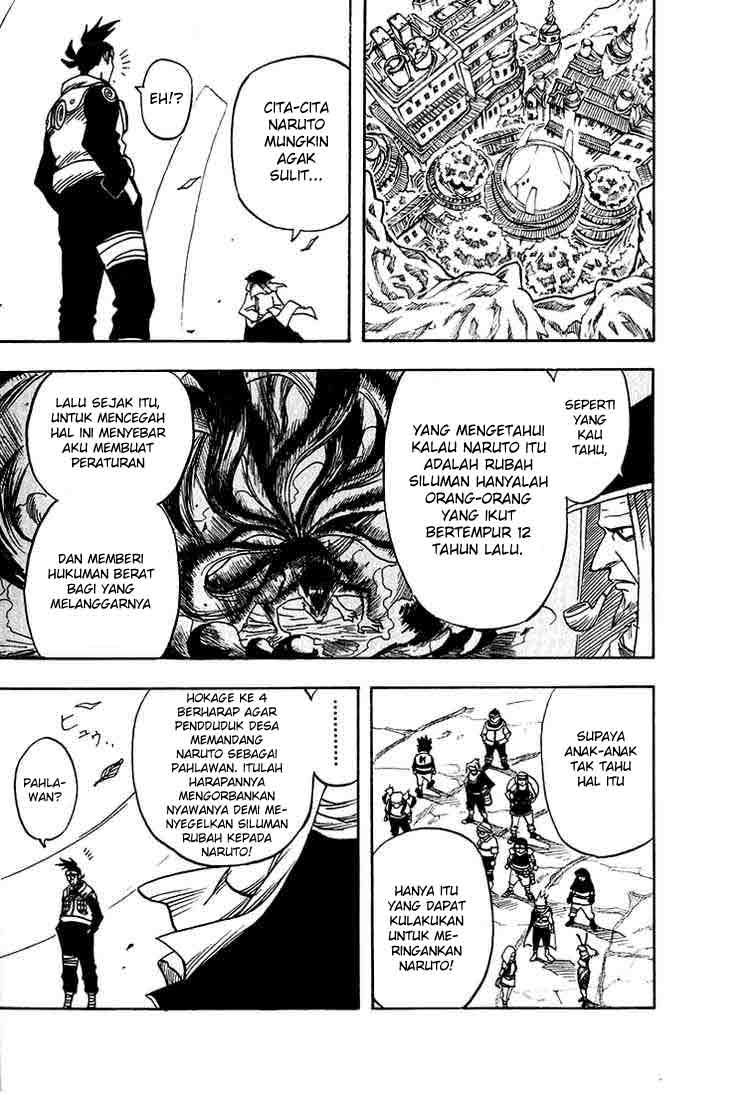 CITA-CITA
NARUTO
MUNGKIN
AGAK
SULIT...
EH!?
SEPERTI
YANG
KAU
TAHU,
YANG MENGETAHUI
KALAU NARUTO ITU
ADALAH RUBAH
SILUMAN HANYALAH
ORANG-ORANG
YANG IKUT
BERTEMPUR 12
TAHUN LALU.
LALU SEJAK ITU,
UNTUK MENCEGAH
HAL INI MENYEBAR
AKU MEMBUAT
PERATURAN
DAN MEMBERI
HUKUMAN BERAT
BAGI YANG
MELANGGARNYA
SUPAYA
ANAK-ANAK
TAK TAHU
HAL ITU
HANYA ITU
YANG DAPAT
KULAKUKAN
UNTUK ME-
RINGANKAN
NARUTO!
.........
HOKAGE KE 4
BERHARAP AGAR
PENDDUDUK DESA
MEMANDANG
NARUTO SEBAGAI
PAHLAWAN. ITULAH
HARAPANNYA
MENGORBANKAN
NYAWANYA DEMI ME-
NYEGELKAN SILUMAN
RUBAH KEPADA
NARUTO!
ピュゥ..
PAHLA-
WAN?